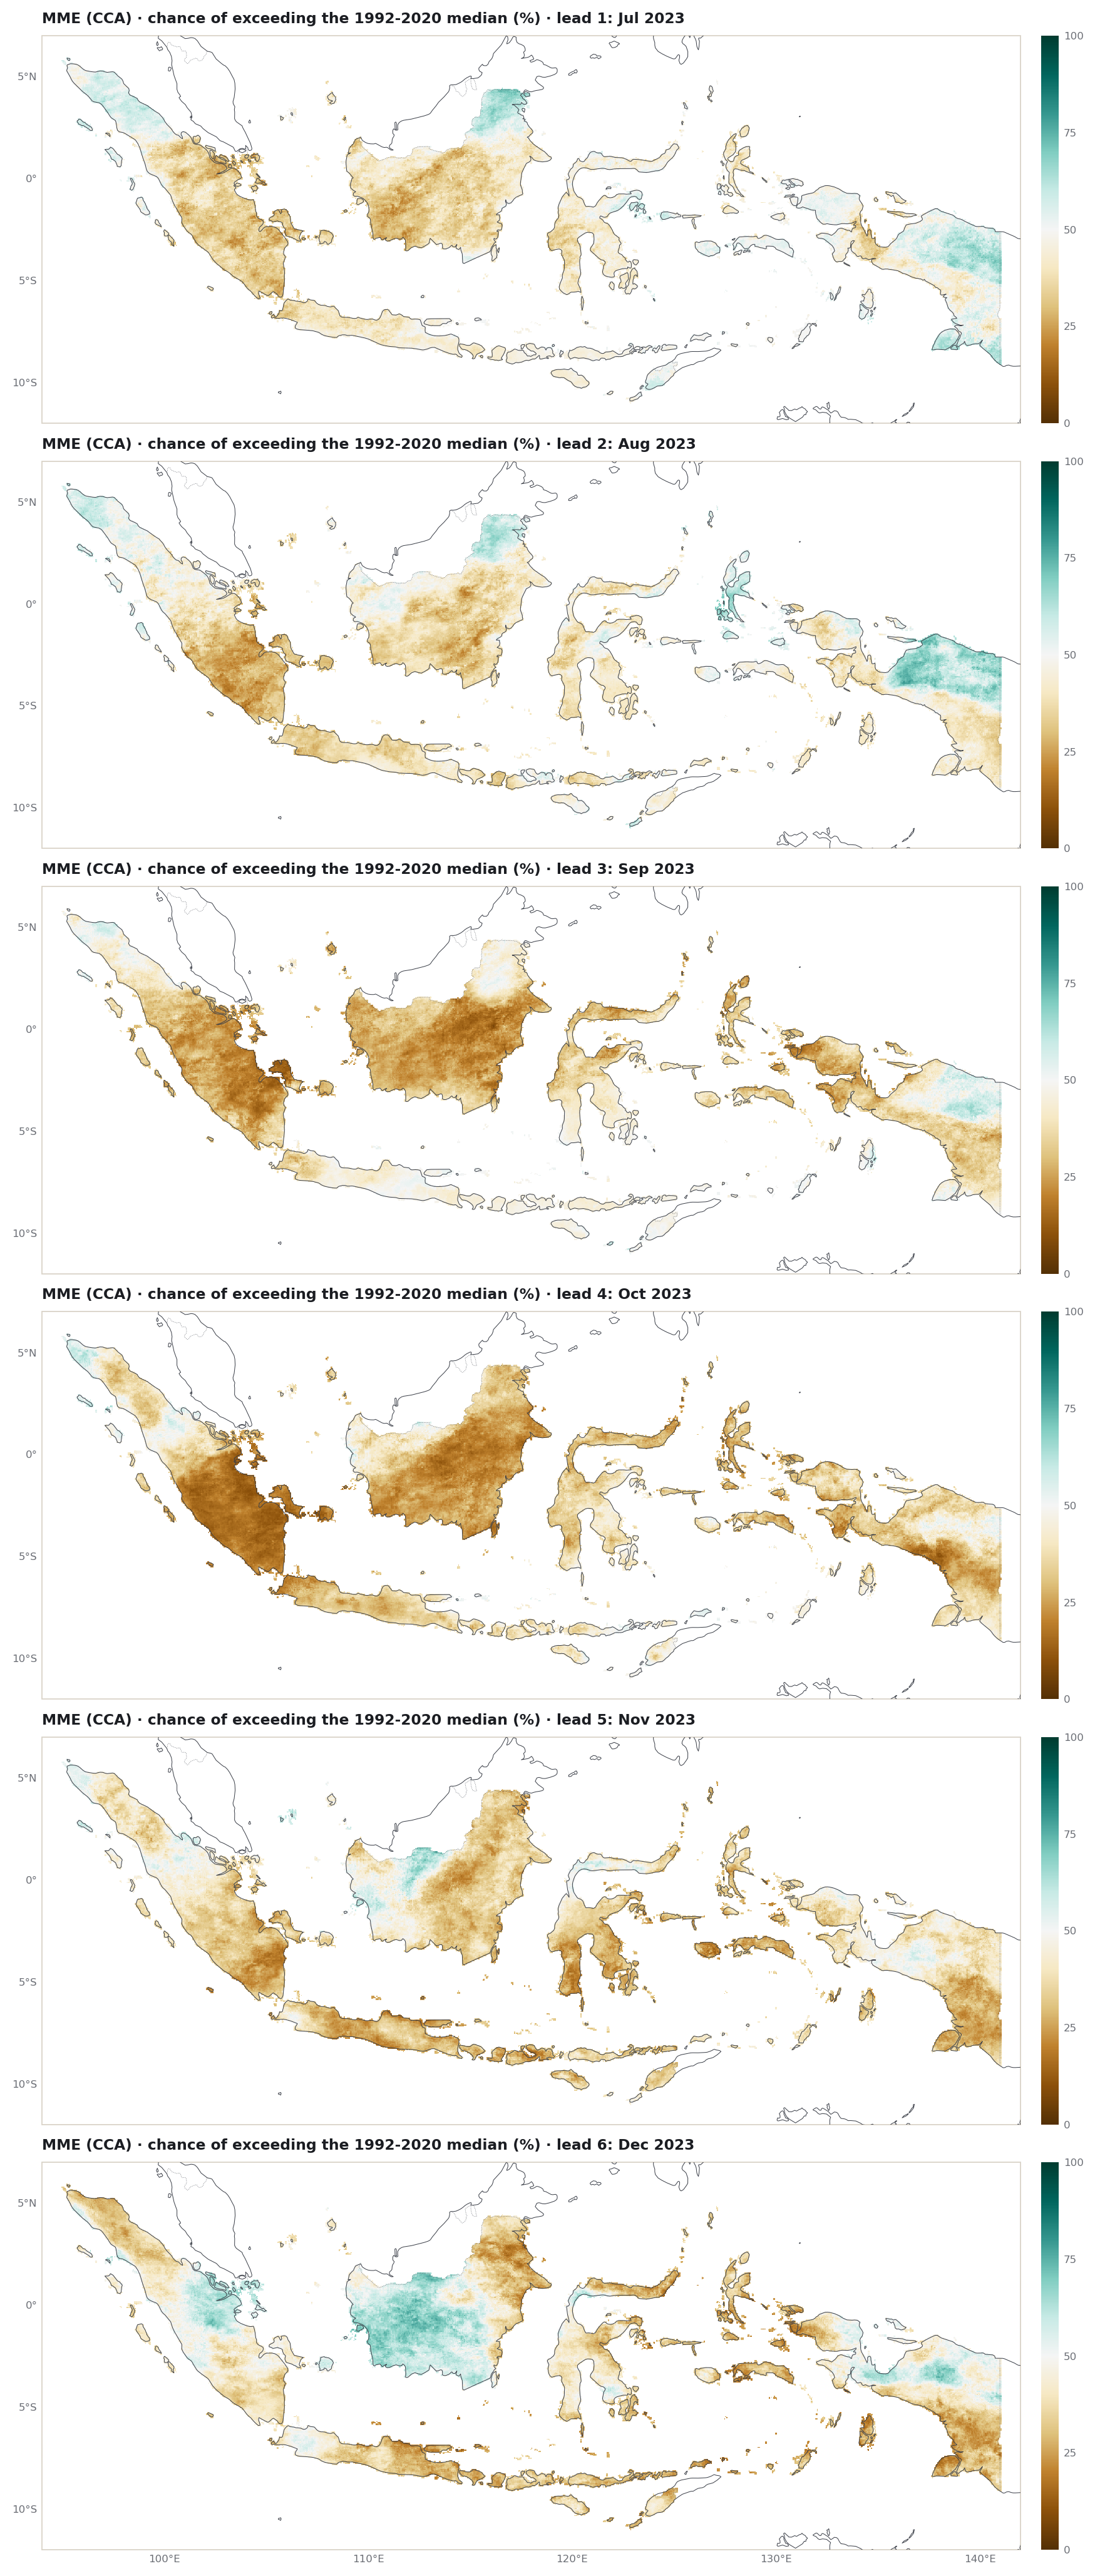 MME (CCA) · chance of exceeding the 1992-2020 median (%) · lead 1: Jul 2023
100
75
50
25
0
5°N
0°
5°S
10°S
MME (CCA) · chance of exceeding the 1992-2020 median (%) · lead 2: Aug 2023
100
75
50
25
0
5°N
0°
5°S
10°S
MME (CCA) · chance of exceeding the 1992-2020 median (%) · lead 3: Sep 2023
100
75
50
25
0
5°N
0°
5°S
10°S
MME (CCA) · chance of exceeding the 1992-2020 median (%) · lead 4: Oct 2023
100
75
50
25
0
5°N
0°
5°S
10°S
MME (CCA) · chance of exceeding the 1992-2020 median (%) · lead 5: Nov 2023
100
75
50
25
0
5°N
0°
5°S
10°S
MME (CCA) · chance of exceeding the 1992-2020 median (%) · lead 6: Dec 2023
100
75
50
25
0
5°N
0°
5°S
10°S
100°E 110°E 120°E 130°E 140°E